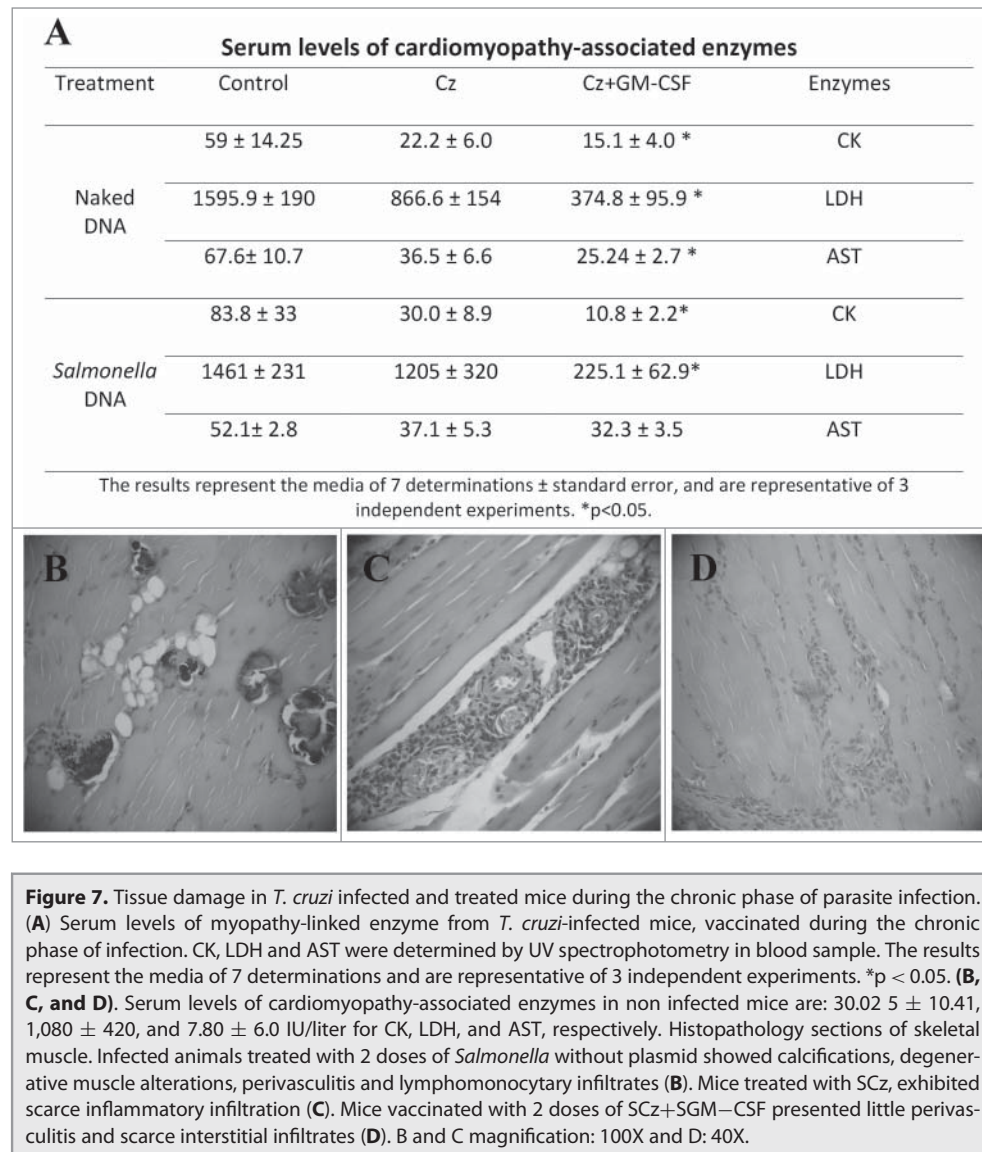 A
Serum levels of cardiomyopathy-associated enzymes
Treatment Control Cz Cz+GM-CSF Enzymes
59 ± 14.25 22.2 ± 6.0 15.1 ± 4.0 * CK
Naked DNA 1595.9 ± 190 866.6 ± 154 374.8 ± 95.9 * LDH
67.6± 10.7 36.5 ± 6.6 25.24 ± 2.7 * AST
83.8 ± 33 30.0 ± 8.9 10.8 ± 2.2* CK
Salmonella DNA 1461 ± 231 1205 ± 320 225.1 ± 62.9* LDH
52.1± 2.8 37.1 ± 5.3 32.3 ± 3.5 AST
The results represent the media of 7 determinations ± standard error, and are representative of 3
independent experiments. *p<0.05.
B C D
Figure 7. Tissue damage in T. cruzi infected and treated mice during the chronic phase of parasite infection.
(A) Serum levels of myopathy-linked enzyme from T. cruzi-infected mice, vaccinated during the chronic
phase of infection. CK, LDH and AST were determined by UV spectrophotometry in blood sample. The results
represent the media of 7 determinations and are representative of 3 independent experiments. *p < 0.05. (B,
C, and D). Serum levels of cardiomyopathy-associated enzymes in non infected mice are: 30.02 5 ± 10.41,
1,080 ± 420, and 7.80 ± 6.0 IU/liter for CK, LDH, and AST, respectively. Histopathology sections of skeletal
muscle. Infected animals treated with 2 doses of Salmonella without plasmid showed calcifications, degener-
ative muscle alterations, perivasculitis and lymphomonocytary infiltrates (B). Mice treated with SCz, exhibited
scarce inflammatory infiltration (C). Mice vaccinated with 2 doses of SCz+SGM−CSF presented little perivas-
culitis and scarce interstitial infiltrates (D). B and C magnification: 100X and D: 40X.